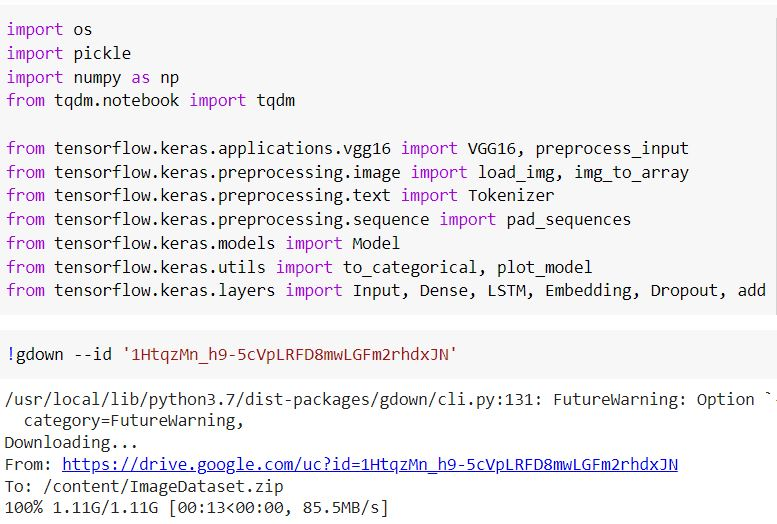 import os
import pickle
import numpy as np
from tqdm.notebook import tqdm
from tensorflow.keras.applications.vgg16 import VGG16, preprocess_input
from tensorflow.keras.preprocessing.image import load_img, img_to_array
from tensorflow.keras.preprocessing.text import Tokenizer
from tensorflow.keras.preprocessing.sequence import pad_sequences
from tensorflow.keras.models import Model
from tensorflow.keras.utils import to_categorical, plot_model
from tensorflow.keras.layers import Input, Dense, LSTM, Embedding, Dropout, add
!gdown --id '1HtqzMn_h9-5cVpLRFD8mwLGFm2rhdxJN'
/usr/local/lib/python3.7/dist-packages/gdown/cli.py:131: FutureWarning: Option `-
  category=FutureWarning,
Downloading...
From: https://drive.google.com/uc?id=1HtqzMn_h9-5cVpLRFD8mwLGFm2rhdxJN
To: /content/ImageDataset.zip
100% 1.11G/1.11G [00:13<00:00, 85.5MB/s]